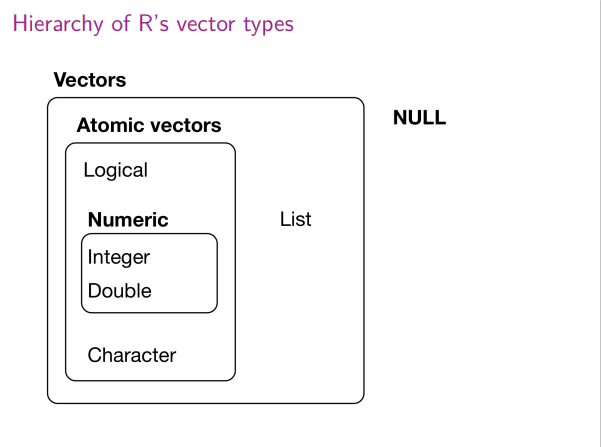 Hierarchy of R's vector types
Vectors
NULL
Atomic vectors
Logical
Numeric
List
Integer
Double
Character